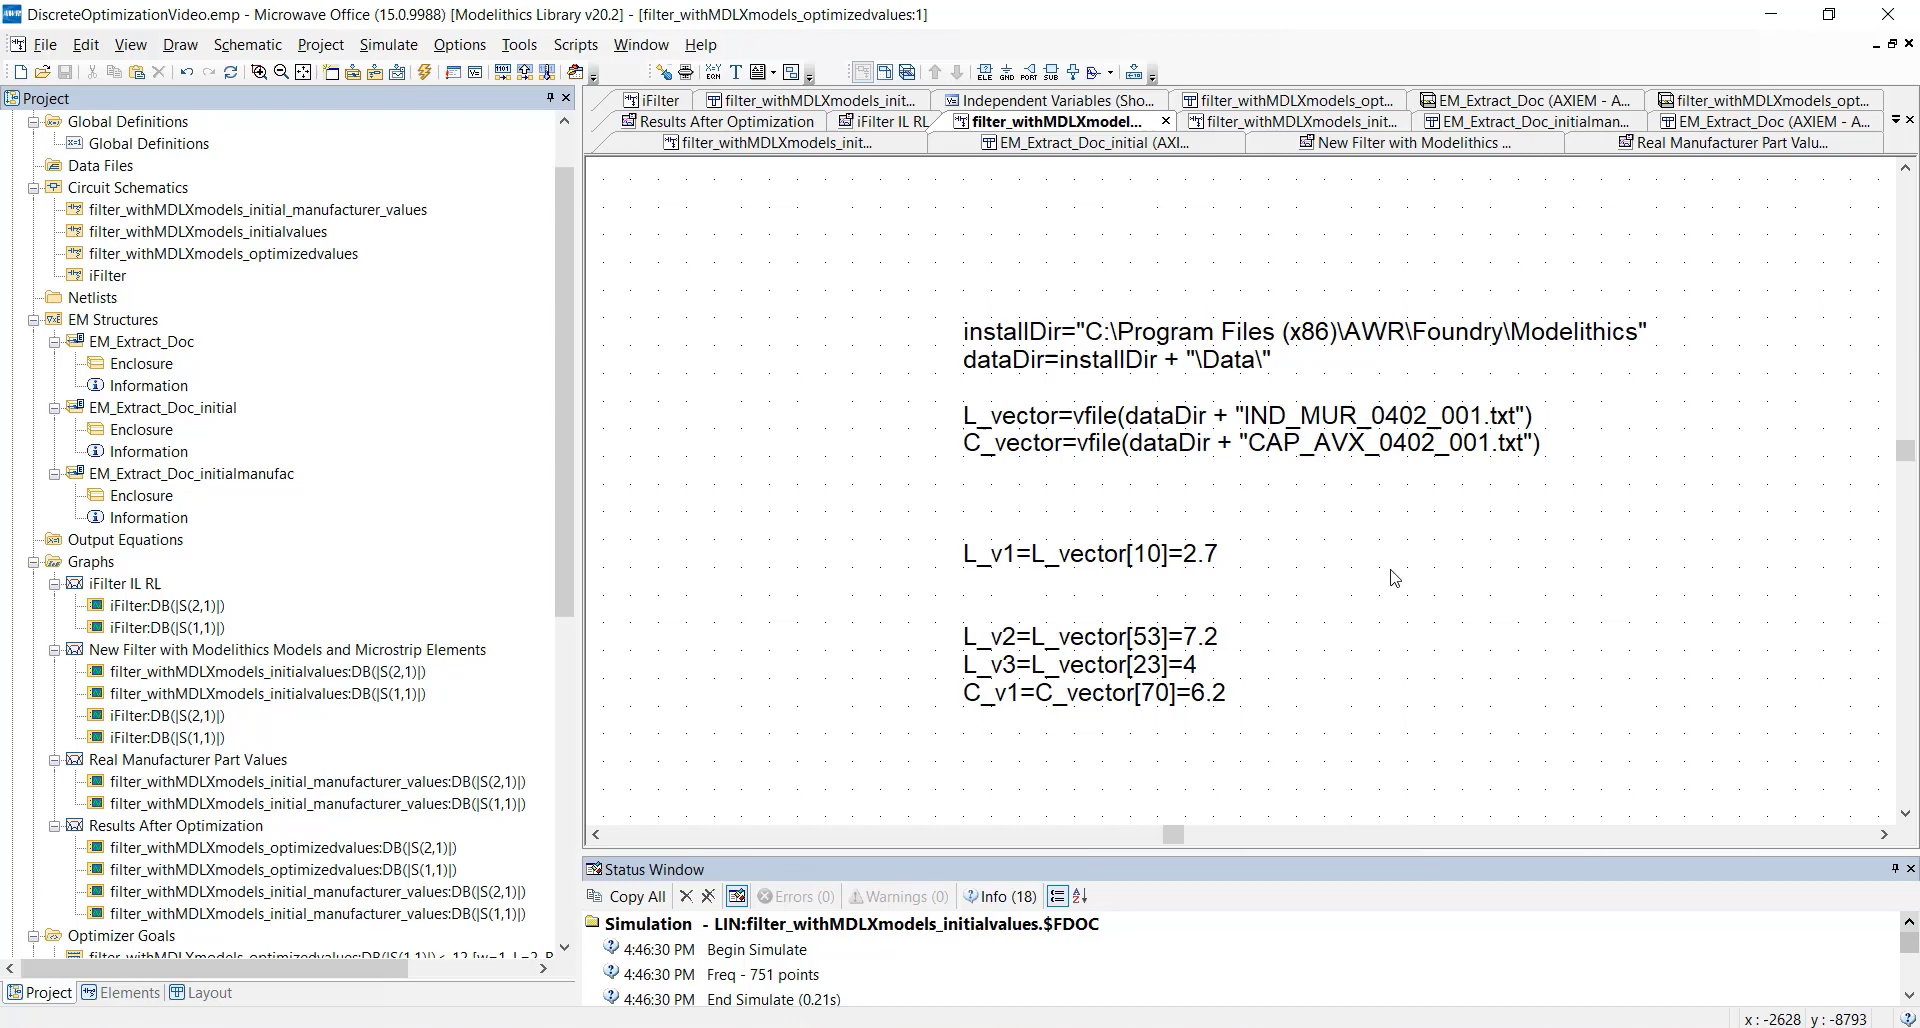 DiscreteOptimizationVideo.emp - Microwave Office (15.0.9988) [Modelithics Library v20.2] - [filter_withMDLXmodels_optimizedvalues:1]
File Edit View Draw Schematic Project Simulate Options Tools Scripts Window Help
Project
Global Definitions
Global Definitions
Data Files
Circuit Schematics
filter_withMDLXmodels_initial_manufacturer_values
filter_withMDLXmodels_initialvalues
filter_withMDLXmodels_optimizedvalues
iFilter
Netlists
EM Structures
EM_Extract_Doc
Enclosure
Information
EM_Extract_Doc_initial
Enclosure
Information
EM_Extract_Doc_initialmanufac
Enclosure
Information
Output Equations
Graphs
iFilter IL RL
iFilter:DB(|S(2,1)|)
iFilter:DB(|S(1,1)|)
New Filter with Modelithics Models and Microstrip Elements
filter_withMDLXmodels_initialvalues:DB(|S(2,1)|)
filter_withMDLXmodels_initialvalues:DB(|S(1,1)|)
iFilter:DB(|S(2,1)|)
iFilter:DB(|S(1,1)|)
Real Manufacturer Part Values
filter_withMDLXmodels_initial_manufacturer_values:DB(|S(2,1)|)
filter_withMDLXmodels_initial_manufacturer_values:DB(|S(1,1)|)
Results After Optimization
filter_withMDLXmodels_optimizedvalues:DB(|S(2,1)|)
filter_withMDLXmodels_optimizedvalues:DB(|S(1,1)|)
filter_withMDLXmodels_initial_manufacturer_values:DB(|S(2,1)|)
filter_withMDLXmodels_initial_manufacturer_values:DB(|S(1,1)|)
Optimizer Goals
Project Elements Layout
iFilter filter_withMDLXmodels_init... Independent Variables (Sho... filter_withMDLXmodels_opt... EM_Extract_Doc (AXIEM - A... filter_withMDLXmodels_opt...
Results After Optimization iFilter IL RL filter_withMDLXmodel... filter_withMDLXmodels_init... EM_Extract_Doc_initialman... EM_Extract_Doc (AXIEM - A...
filter_withMDLXmodels_init... EM_Extract_Doc_initial (AXI... New Filter with Modelithics ... Real Manufacturer Part Valu...
installDir="C:\Program Files (x86)\AWR\Foundry\Modelithics"
dataDir=installDir + "\Data\"
L_vector=vfile(dataDir + "IND_MUR_0402_001.txt")
C_vector=vfile(dataDir + "CAP_AVX_0402_001.txt")
L_v1=L_vector[10]=2.7
L_v2=L_vector[53]=7.2
L_v3=L_vector[23]=4
C_v1=C_vector[70]=6.2
Status Window
Copy All Errors (0) Warnings (0) Info (18)
Simulation - LIN:filter_withMDLXmodels_initialvalues.$FDOC
4:46:30 PM Begin Simulate
4:46:30 PM Freq - 751 points
4:46:30 PM End Simulate (0.21s)
x : -2628 y : -8793